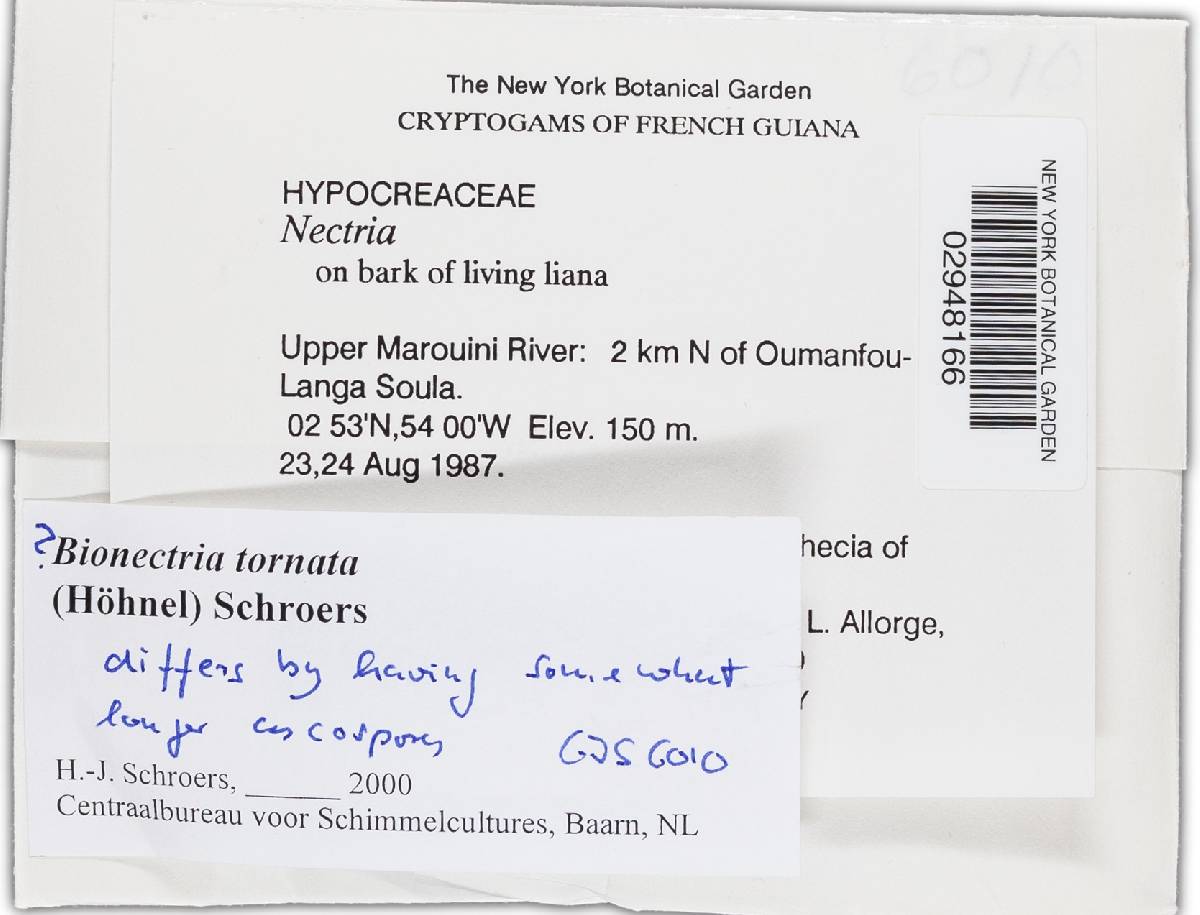 6010
The New York Botanical Garden
CRYPTOGAMS OF FRENCH GUIANA
HYPOCREACEAE
Nectria
on bark of living liana
Upper Marouini River: 2 km N of Oumanfou-
Langa Soula.
02 53'N,54 00'W Elev. 150 m.
23,24 Aug 1987.
hecia of
L. Allorge,
NEW YORK BOTANICAL GARDEN
02948166
? Bionectria tornata
(Höhnel) Schroers
differs by having somewhat
longer ascospores GJS 6010
H.-J. Schroers, ______ 2000
Centraalbureau voor Schimmelcultures, Baarn, NL